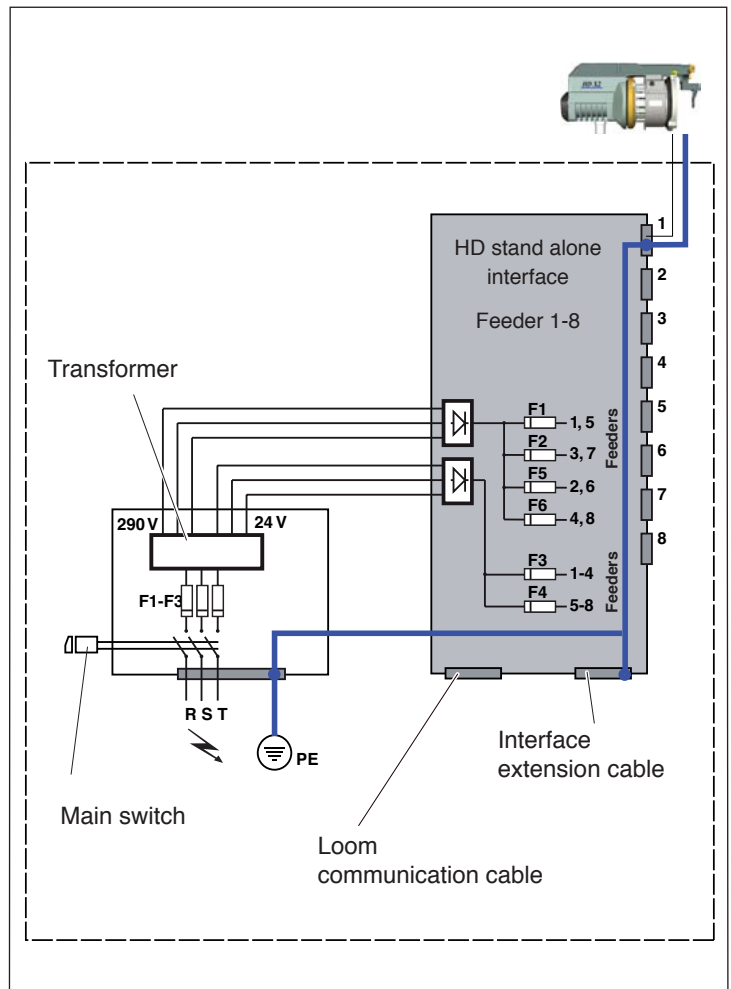 HD X2
HD stand alone
interface
Feeder 1-8
1
2
3
4
5
6
7
8
Transformer
290 V
24 V
F1-F3
F1
1, 5
F2
3, 7
F5
2, 6
F6
4, 8
Feeders
F3
1-4
F4
5-8
Feeders
R S T
PE
Main switch
Interface
extension cable
Loom
communication cable